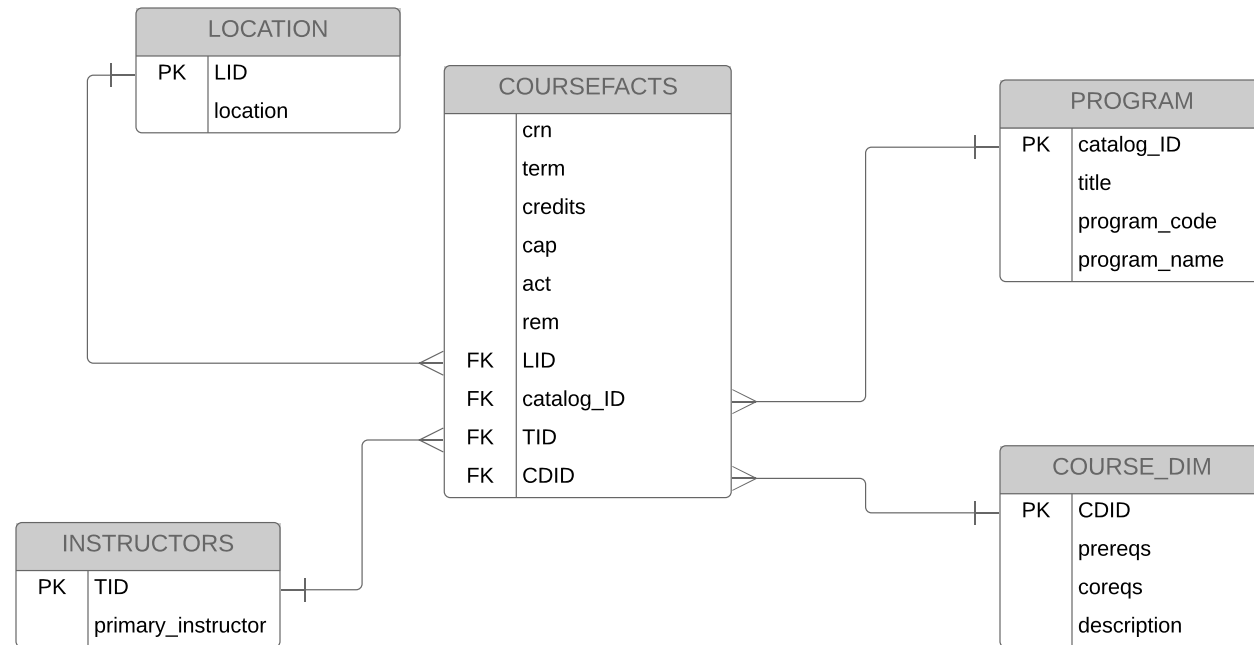 LOCATION
PK LID
location
COURSEFACTS
crn
term
credits
cap
act
rem
FK LID
FK catalog_ID
FK TID
FK CDID
PROGRAM
PK catalog_ID
title
program_code
program_name
INSTRUCTORS
PK TID
primary_instructor
COURSE_DIM
PK CDID
prereqs
coreqs
description